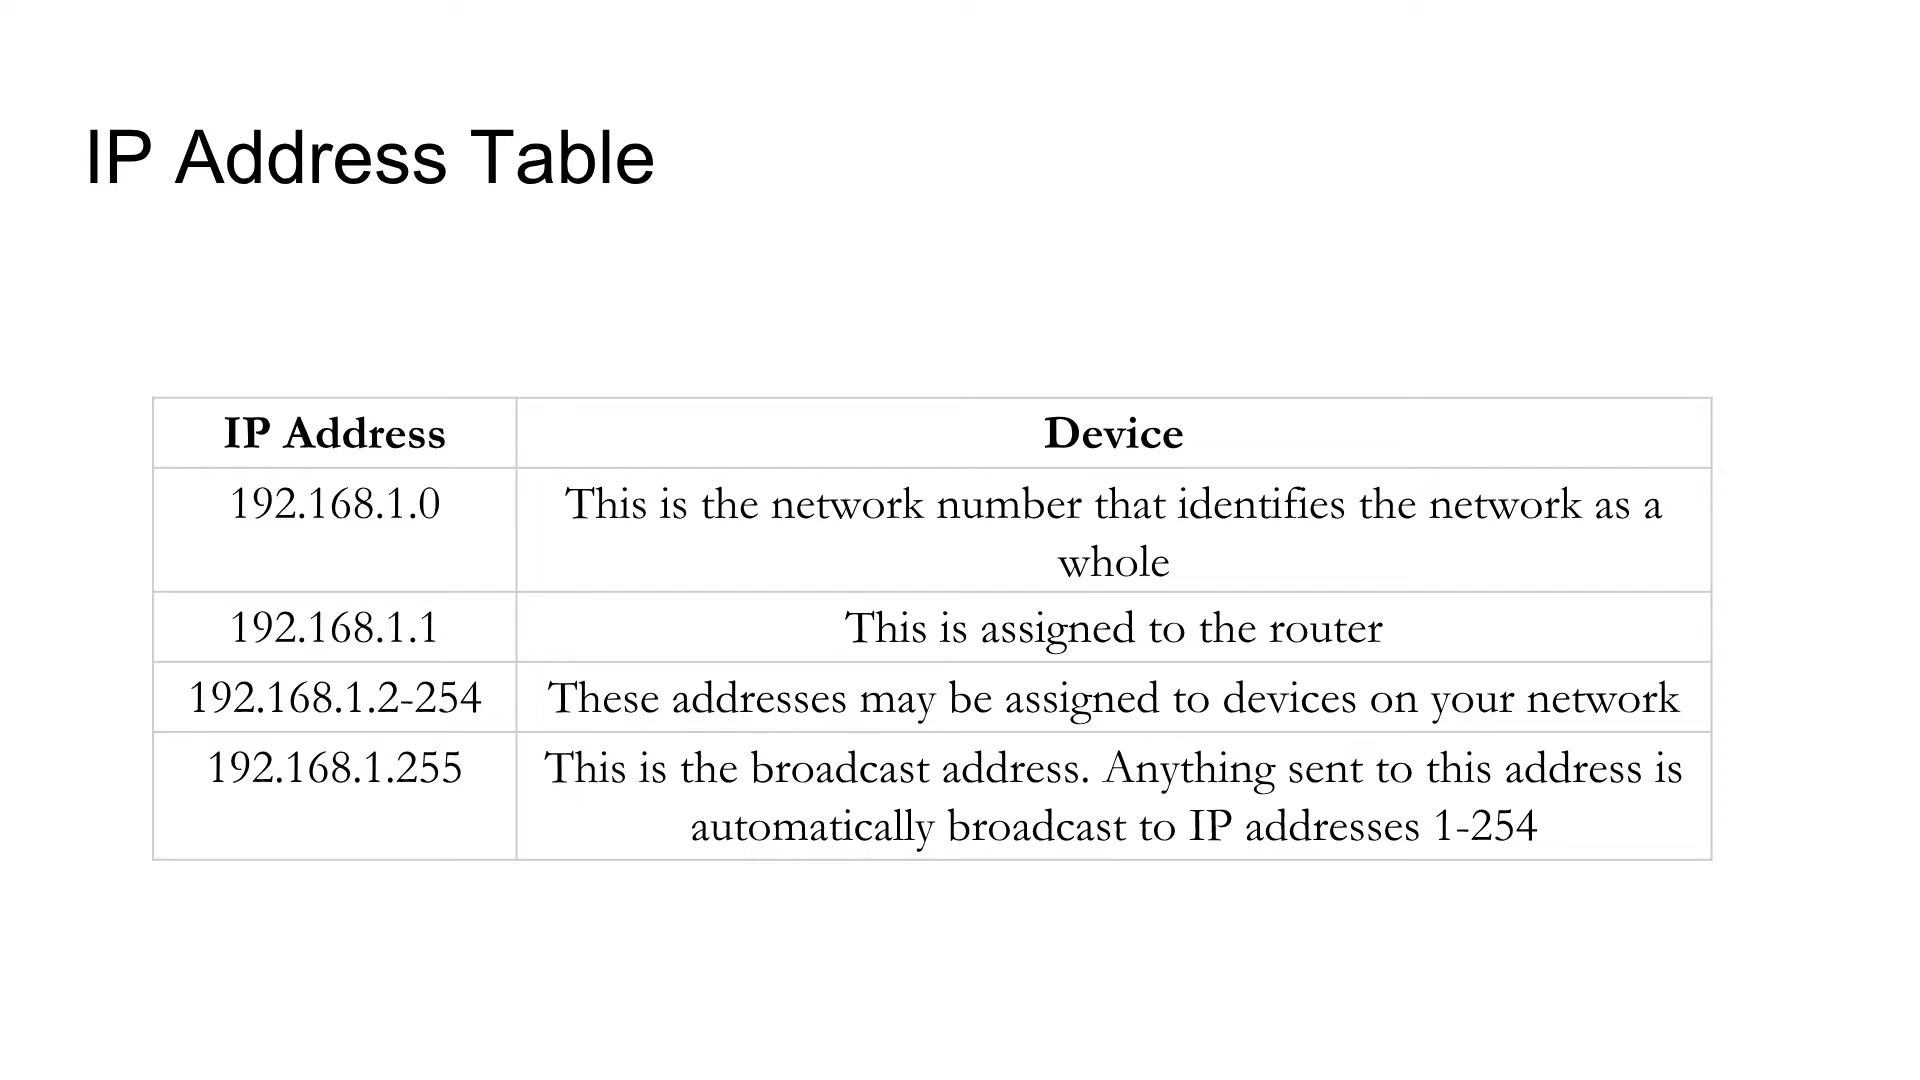 IP Address Table
IP Address
Device
192.168.1.0
This is the network number that identifies the network as a
whole
192.168.1.1
This is assigned to the router
192.168.1.2-254
These addresses may be assigned to devices on your network
192.168.1.255
This is the broadcast address. Anything sent to this address is
automatically broadcast to IP addresses 1-254